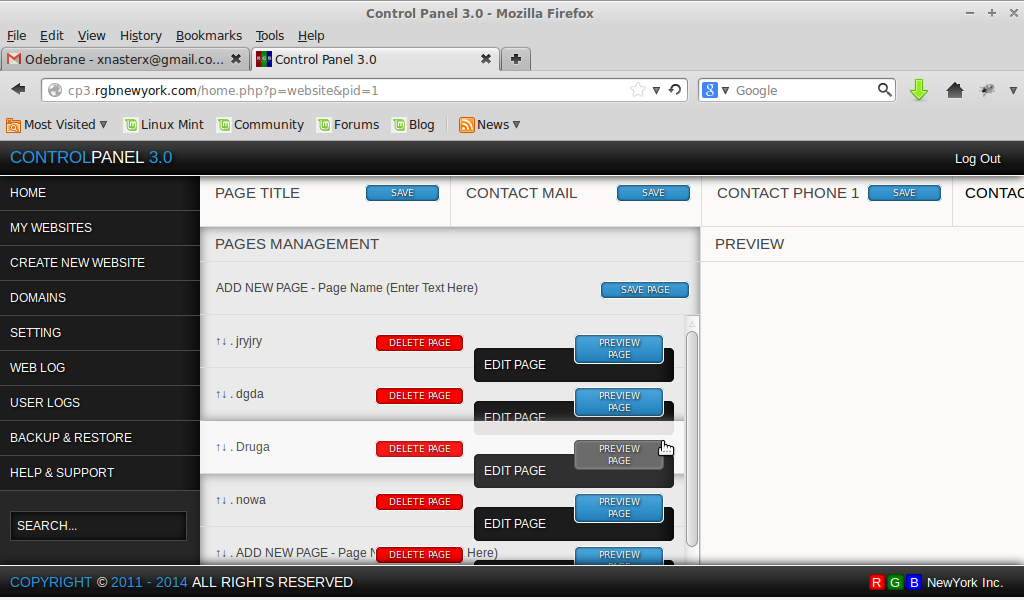 Control Panel 3.0 - Mozilla Firefox
File Edit View History Bookmarks Tools Help
Odebrane - xnasterx@gmail.co... Control Panel 3.0
cp3.rgbnewyork.com/home.php?p=website&pid=1 Google
Most Visited Linux Mint Community Forums Blog News
CONTROLPANEL 3.0 Log Out
HOME
MY WEBSITES
CREATE NEW WEBSITE
DOMAINS
SETTING
WEB LOG
USER LOGS
BACKUP & RESTORE
HELP & SUPPORT
SEARCH...
PAGE TITLE SAVE CONTACT MAIL SAVE CONTACT PHONE 1 SAVE CONTAC
PAGES MANAGEMENT PREVIEW
ADD NEW PAGE - Page Name (Enter Text Here) SAVE PAGE
↑↓ . jryjry DELETE PAGE PREVIEW PAGE
EDIT PAGE
↑↓ . dgda DELETE PAGE PREVIEW PAGE
EDIT PAGE
↑↓ . Druga DELETE PAGE PREVIEW PAGE
EDIT PAGE
↑↓ . nowa DELETE PAGE PREVIEW PAGE
EDIT PAGE
↑↓ . ADD NEW PAGE - Page DELETE PAGE Here) PREVIEW
COPYRIGHT © 2011 - 2014 ALL RIGHTS RESERVED R G B NewYork Inc.